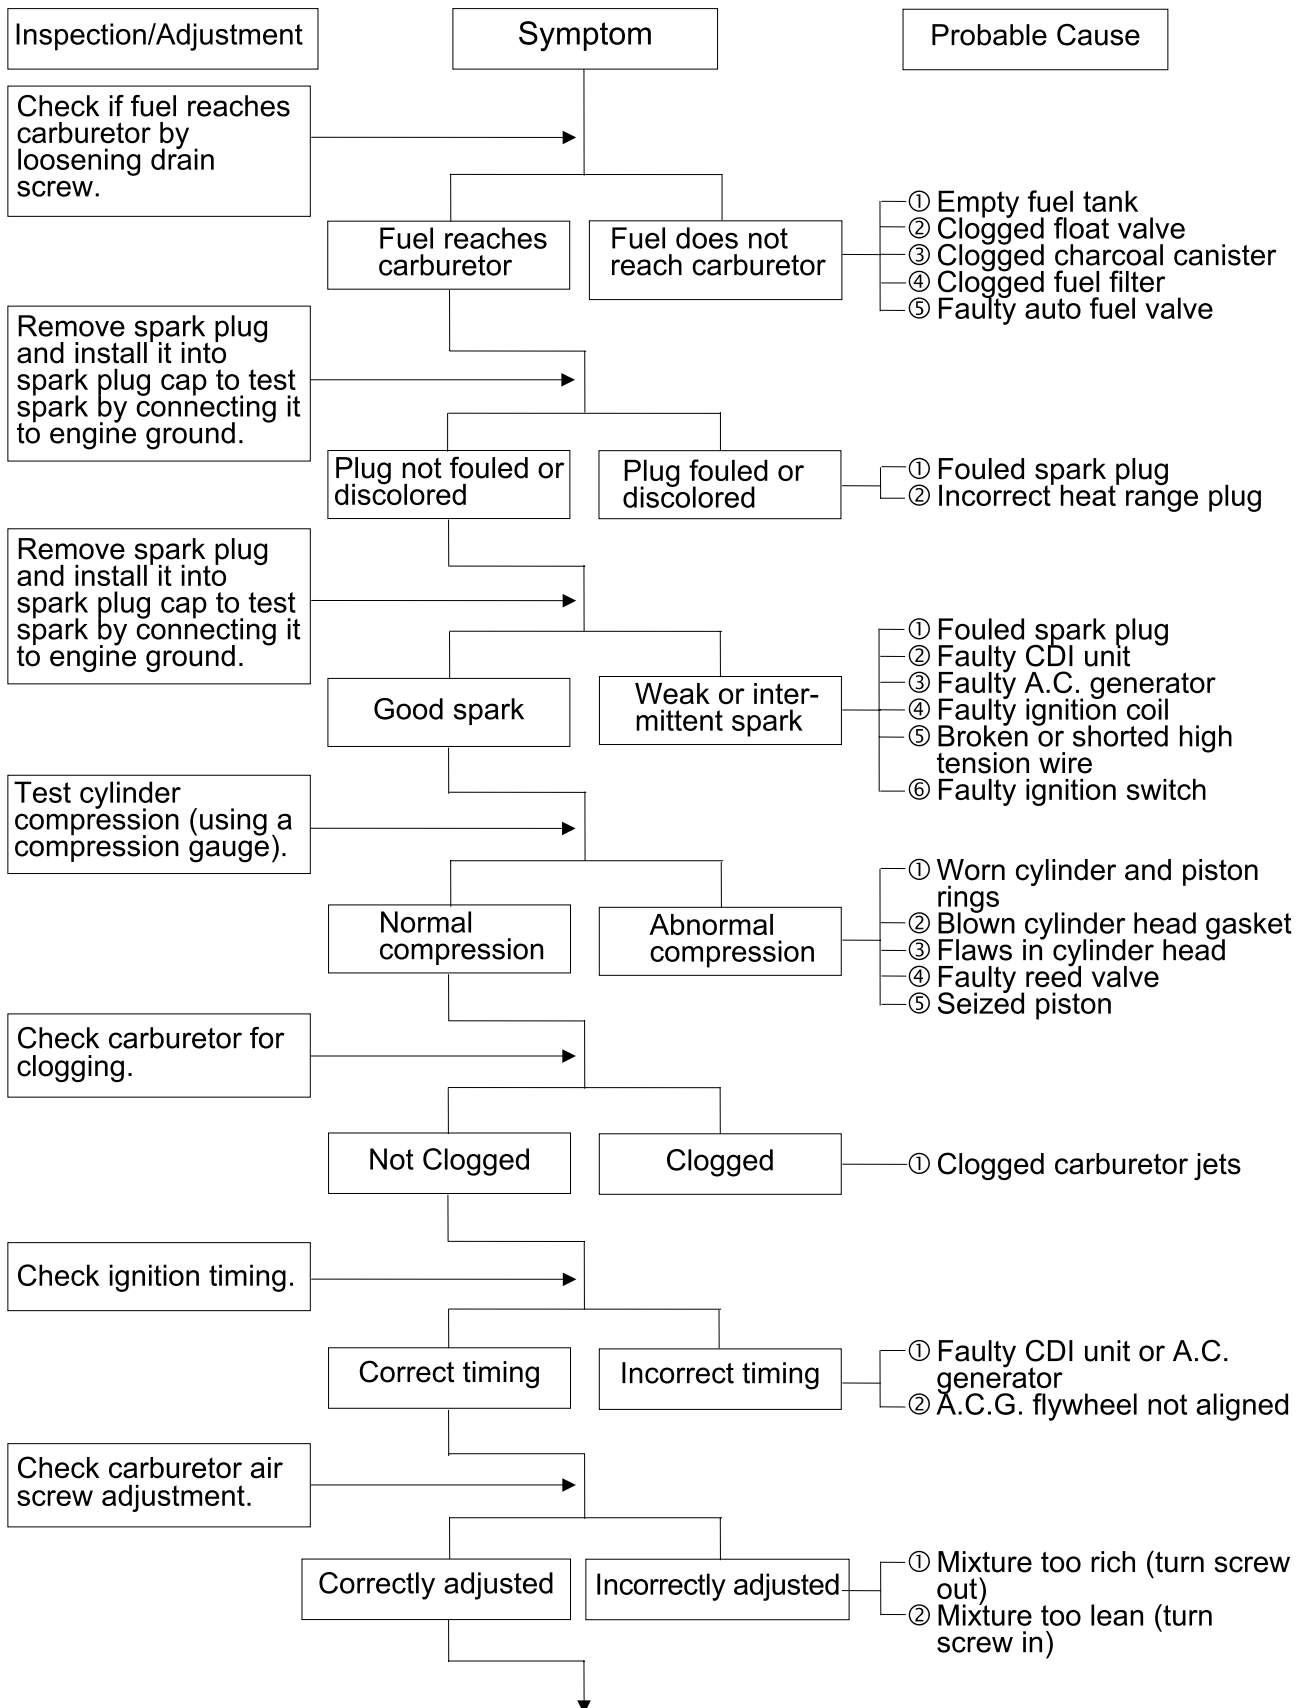 Inspection/Adjustment
Symptom
Probable Cause
Check if fuel reaches
carburetor by
loosening drain
screw.
Fuel reaches
carburetor
Fuel does not
reach carburetor
① Empty fuel tank
② Clogged float valve
③ Clogged charcoal canister
④ Clogged fuel filter
⑤ Faulty auto fuel valve
Remove spark plug
and install it into
spark plug cap to test
spark by connecting it
to engine ground.
Plug not fouled or
discolored
Plug fouled or
discolored
① Fouled spark plug
② Incorrect heat range plug
Remove spark plug
and install it into
spark plug cap to test
spark by connecting it
to engine ground.
Good spark
Weak or inter-
mittent spark
① Fouled spark plug
② Faulty CDI unit
③ Faulty A.C. generator
④ Faulty ignition coil
⑤ Broken or shorted high
tension wire
⑥ Faulty ignition switch
Test cylinder
compression (using a
compression gauge).
Normal
compression
Abnormal
compression
① Worn cylinder and piston
rings
② Blown cylinder head gasket
③ Flaws in cylinder head
④ Faulty reed valve
⑤ Seized piston
Check carburetor for
clogging.
Not Clogged
Clogged
① Clogged carburetor jets
Check ignition timing.
Correct timing
Incorrect timing
① Faulty CDI unit or A.C.
generator
② A.C.G. flywheel not aligned
Check carburetor air
screw adjustment.
Correctly adjusted
Incorrectly adjusted
① Mixture too rich (turn screw
out)
② Mixture too lean (turn
screw in)